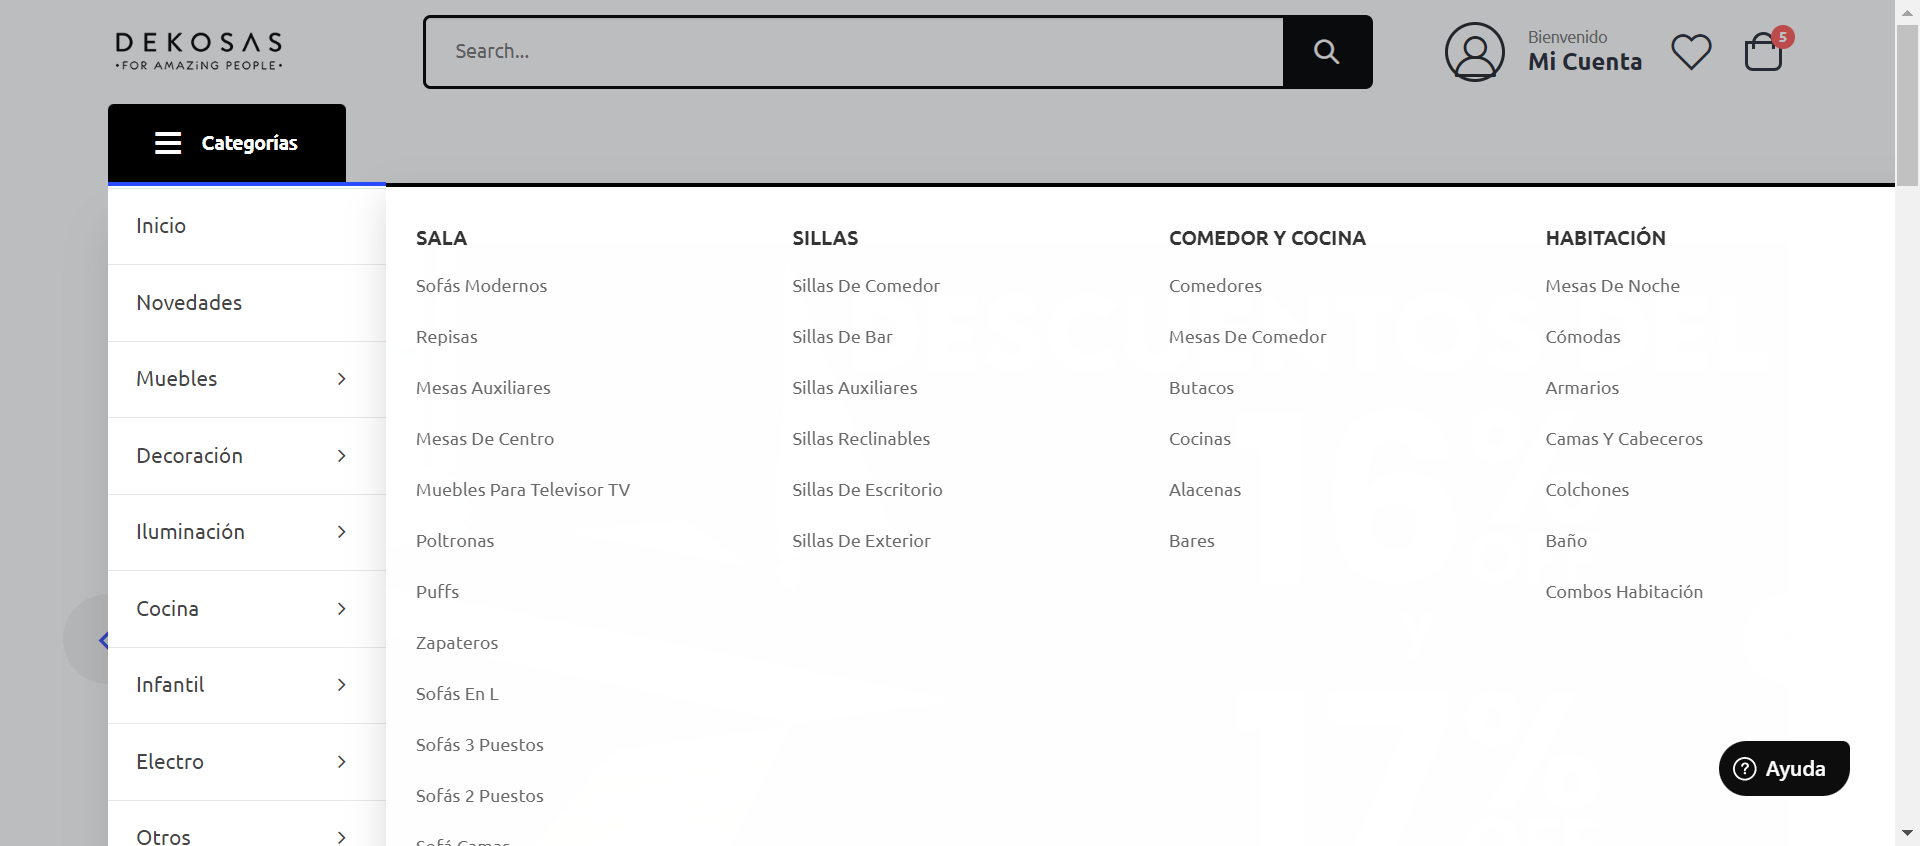 DEKOSAS
•FOR AMAZiNG PEOPLE•
Search...
Bienvenido
Mi Cuenta
5
Categorías
Inicio
Novedades
Muebles
Decoración
Iluminación
Cocina
Infantil
Electro
Otros
SALA
Sofás Modernos
Repisas
Mesas Auxiliares
Mesas De Centro
Muebles Para Televisor TV
Poltronas
Puffs
Zapateros
Sofás En L
Sofás 3 Puestos
Sofás 2 Puestos
Sofá Camas
SILLAS
Sillas De Comedor
Sillas De Bar
Sillas Auxiliares
Sillas Reclinables
Sillas De Escritorio
Sillas De Exterior
COMEDOR Y COCINA
Comedores
Mesas De Comedor
Butacos
Cocinas
Alacenas
Bares
HABITACIÓN
Mesas De Noche
Cómodas
Armarios
Camas Y Cabeceros
Colchones
Baño
Combos Habitación
Ayuda